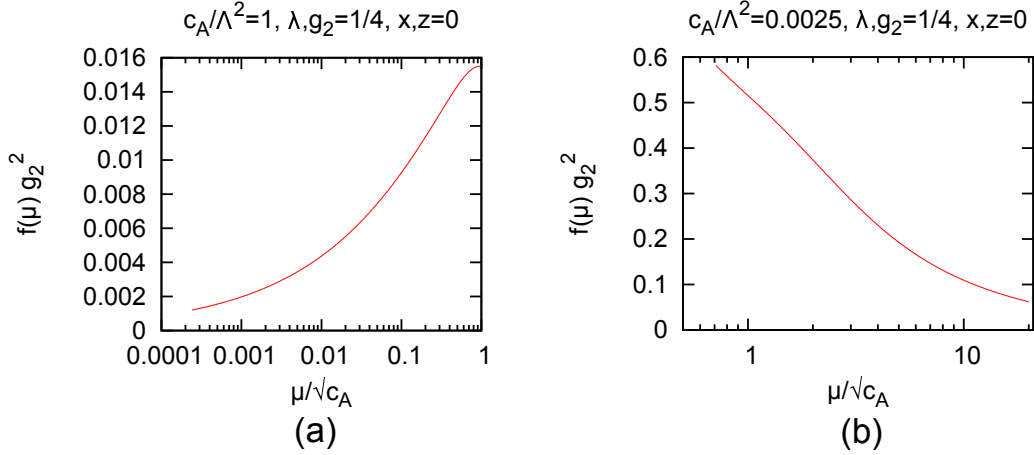 c_A/Λ^2=1, λ,g_2=1/4, x,z=0
f(μ) g_2^2
0.016
0.014
0.012
0.01
0.008
0.006
0.004
0.002
0
0.0001 0.001 0.01 0.1 1
μ/√c_A
(a)
c_A/Λ^2=0.0025, λ,g_2=1/4, x,z=0
f(μ) g_2^2
0.6
0.5
0.4
0.3
0.2
0.1
0
1 10
μ/√c_A
(b)